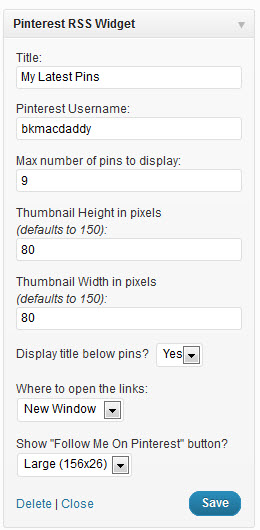 Pinterest RSS Widget
Title:
My Latest Pins
Pinterest Username:
bkmacdaddy
Max number of pins to display:
9
Thumbnail Height in pixels
(defaults to 150):
80
Thumbnail Width in pixels
(defaults to 150):
80
Display title below pins? Yes
Where to open the links:
New Window
Show "Follow Me On Pinterest" button?
Large (156x26)
Delete | Close Save